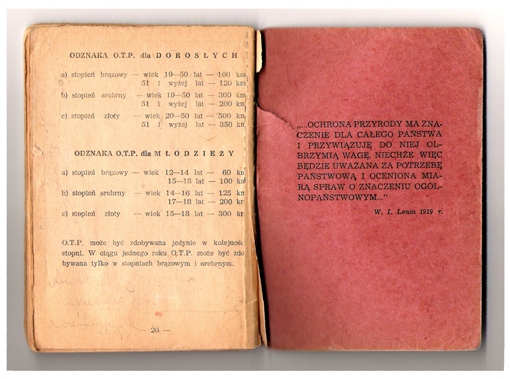 ODZNAKA O.T.P. dla DOROSŁYCH
a) stopień brązowy — wiek 19—50 lat — 100 km
51 i wyżej lat — 120 km
b) stopień srebrny — wiek 19—50 lat — 300 km
51 i wyżej lat — 200 km
c) stopień złoty — wiek 20—50 lat — 500 km
51 i wyżej lat — 350 km
ODZNAKA O.T.P. dla MŁODZIEŻY
a) stopień brązowy — wiek 12—14 lat — 60 km
15—18 lat — 100 km
b) stopień srebrny — wiek 14—16 lat — 125 km
17—18 lat — 200 km
c) stopień złoty — wiek 15—18 lat — 300 km
O.T.P. może być zdobywana jedynie w kolejnośc
stopni. W ciągu jednego roku O.T.P. może być zdo
bywana tylko w stopniach brązowym i srebrnym.
— 26 —
„...OCHRONA PRZYRODY MA ZNA-
CZENIE DLA CAŁEGO PAŃSTWA
I PRZYWIĄZUJĘ DO NIEJ OL-
BRZYMIĄ WAGĘ. NIECHŻE WIĘC
BĘDZIE UWAŻANA ZA POTRZEBĘ
PAŃSTWOWĄ I OCENIONA MIA-
RĄ SPRAW O ZNACZENIU OGÓL-
NOPAŃSTWOWYM..."
W. I. Lenin 1919 r.